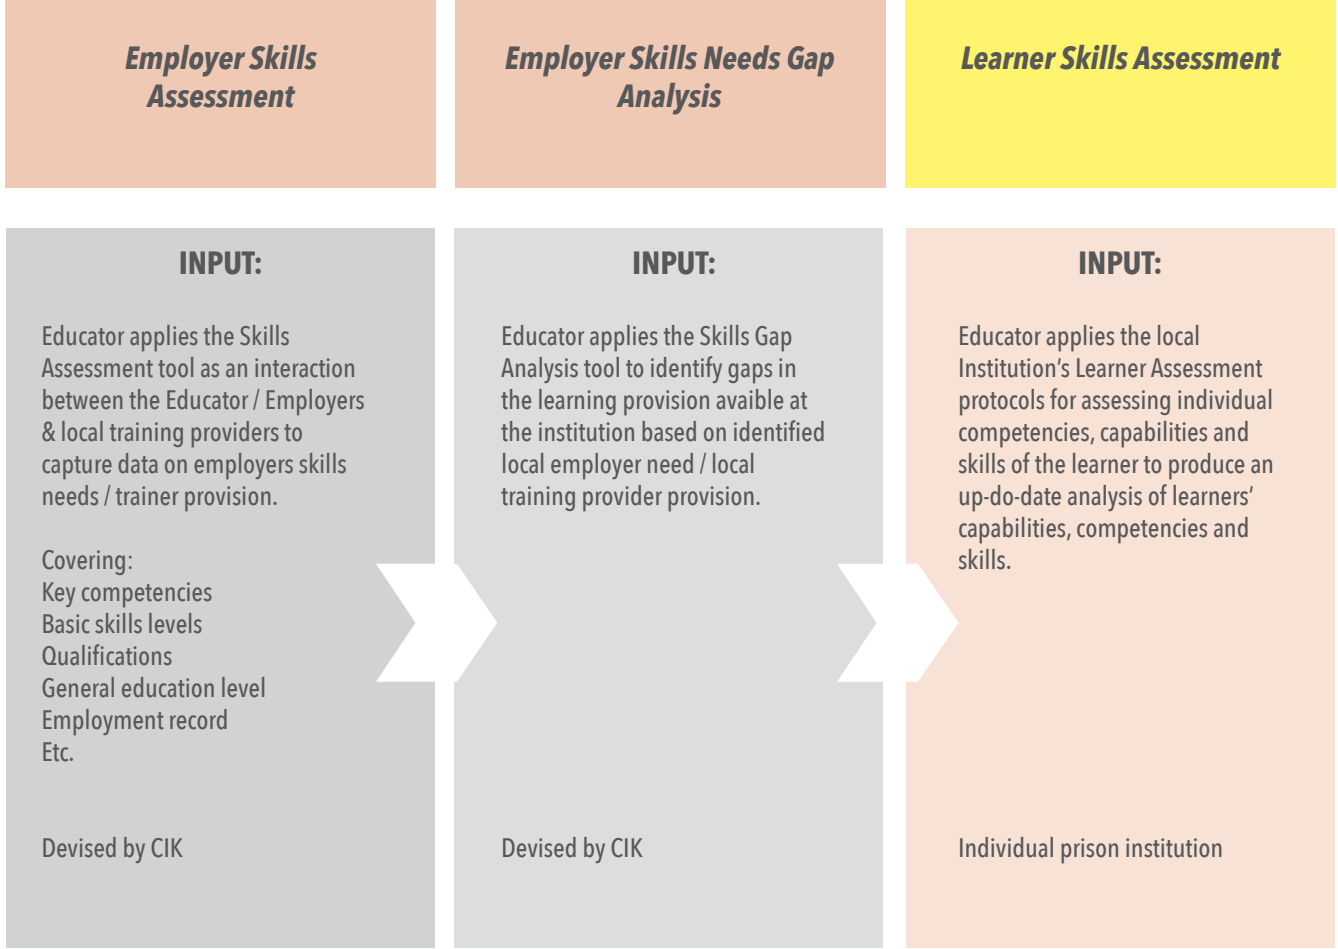 Employer Skills
Assessment
Employer Skills Needs Gap
Analysis
Learner Skills Assessment
INPUT:
Educator applies the Skills
Assessment tool as an interaction
between the Educator / Employers
& local training providers to
capture data on employers skills
needs / trainer provision.
Covering:
Key competencies
Basic skills levels
Qualifications
General education level
Employment record
Etc.
Devised by CIK
INPUT:
Educator applies the Skills Gap
Analysis tool to identify gaps in
the learning provision avaible at
the institution based on identified
local employer need / local
training provider provision.
Devised by CIK
INPUT:
Educator applies the local
Institution’s Learner Assessment
protocols for assessing individual
competencies, capabilities and
skills of the learner to produce an
up-do-date analysis of learners’
capabilities, competencies and
skills.
Individual prison institution